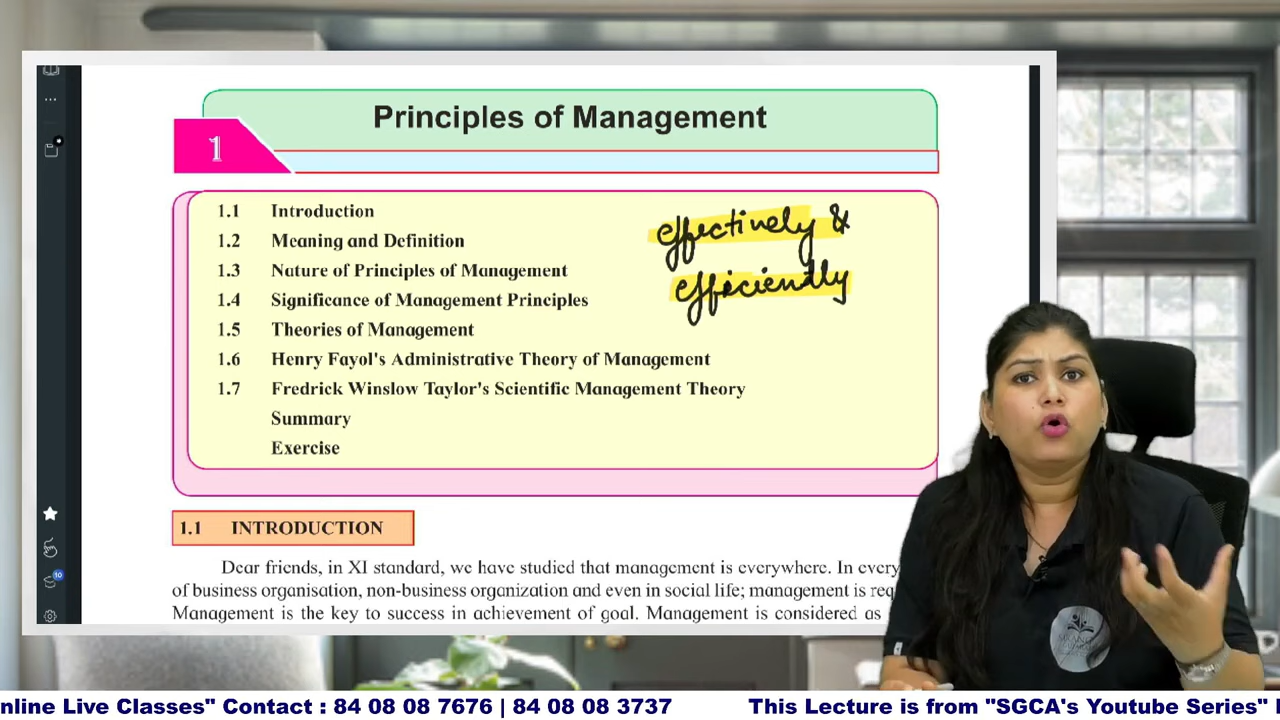 Principles of Management
1
1.1 Introduction
1.2 Meaning and Definition
1.3 Nature of Principles of Management
1.4 Significance of Management Principles
1.5 Theories of Management
1.6 Henry Fayol's Administrative Theory of Management
1.7 Fredrick Winslow Taylor's Scientific Management Theory
Summary
Exercise
effectively &
efficiently
1.1 INTRODUCTION
Dear friends, in XI standard, we have studied that management is everywhere. In every
of business organisation, non-business organization and even in social life; management is req
Management is the key to success in achievement of goal. Management is considered as
10
nline Live Classes" Contact : 84 08 08 7676 | 84 08 08 3737 This Lecture is from "SGCA's Youtube Series"